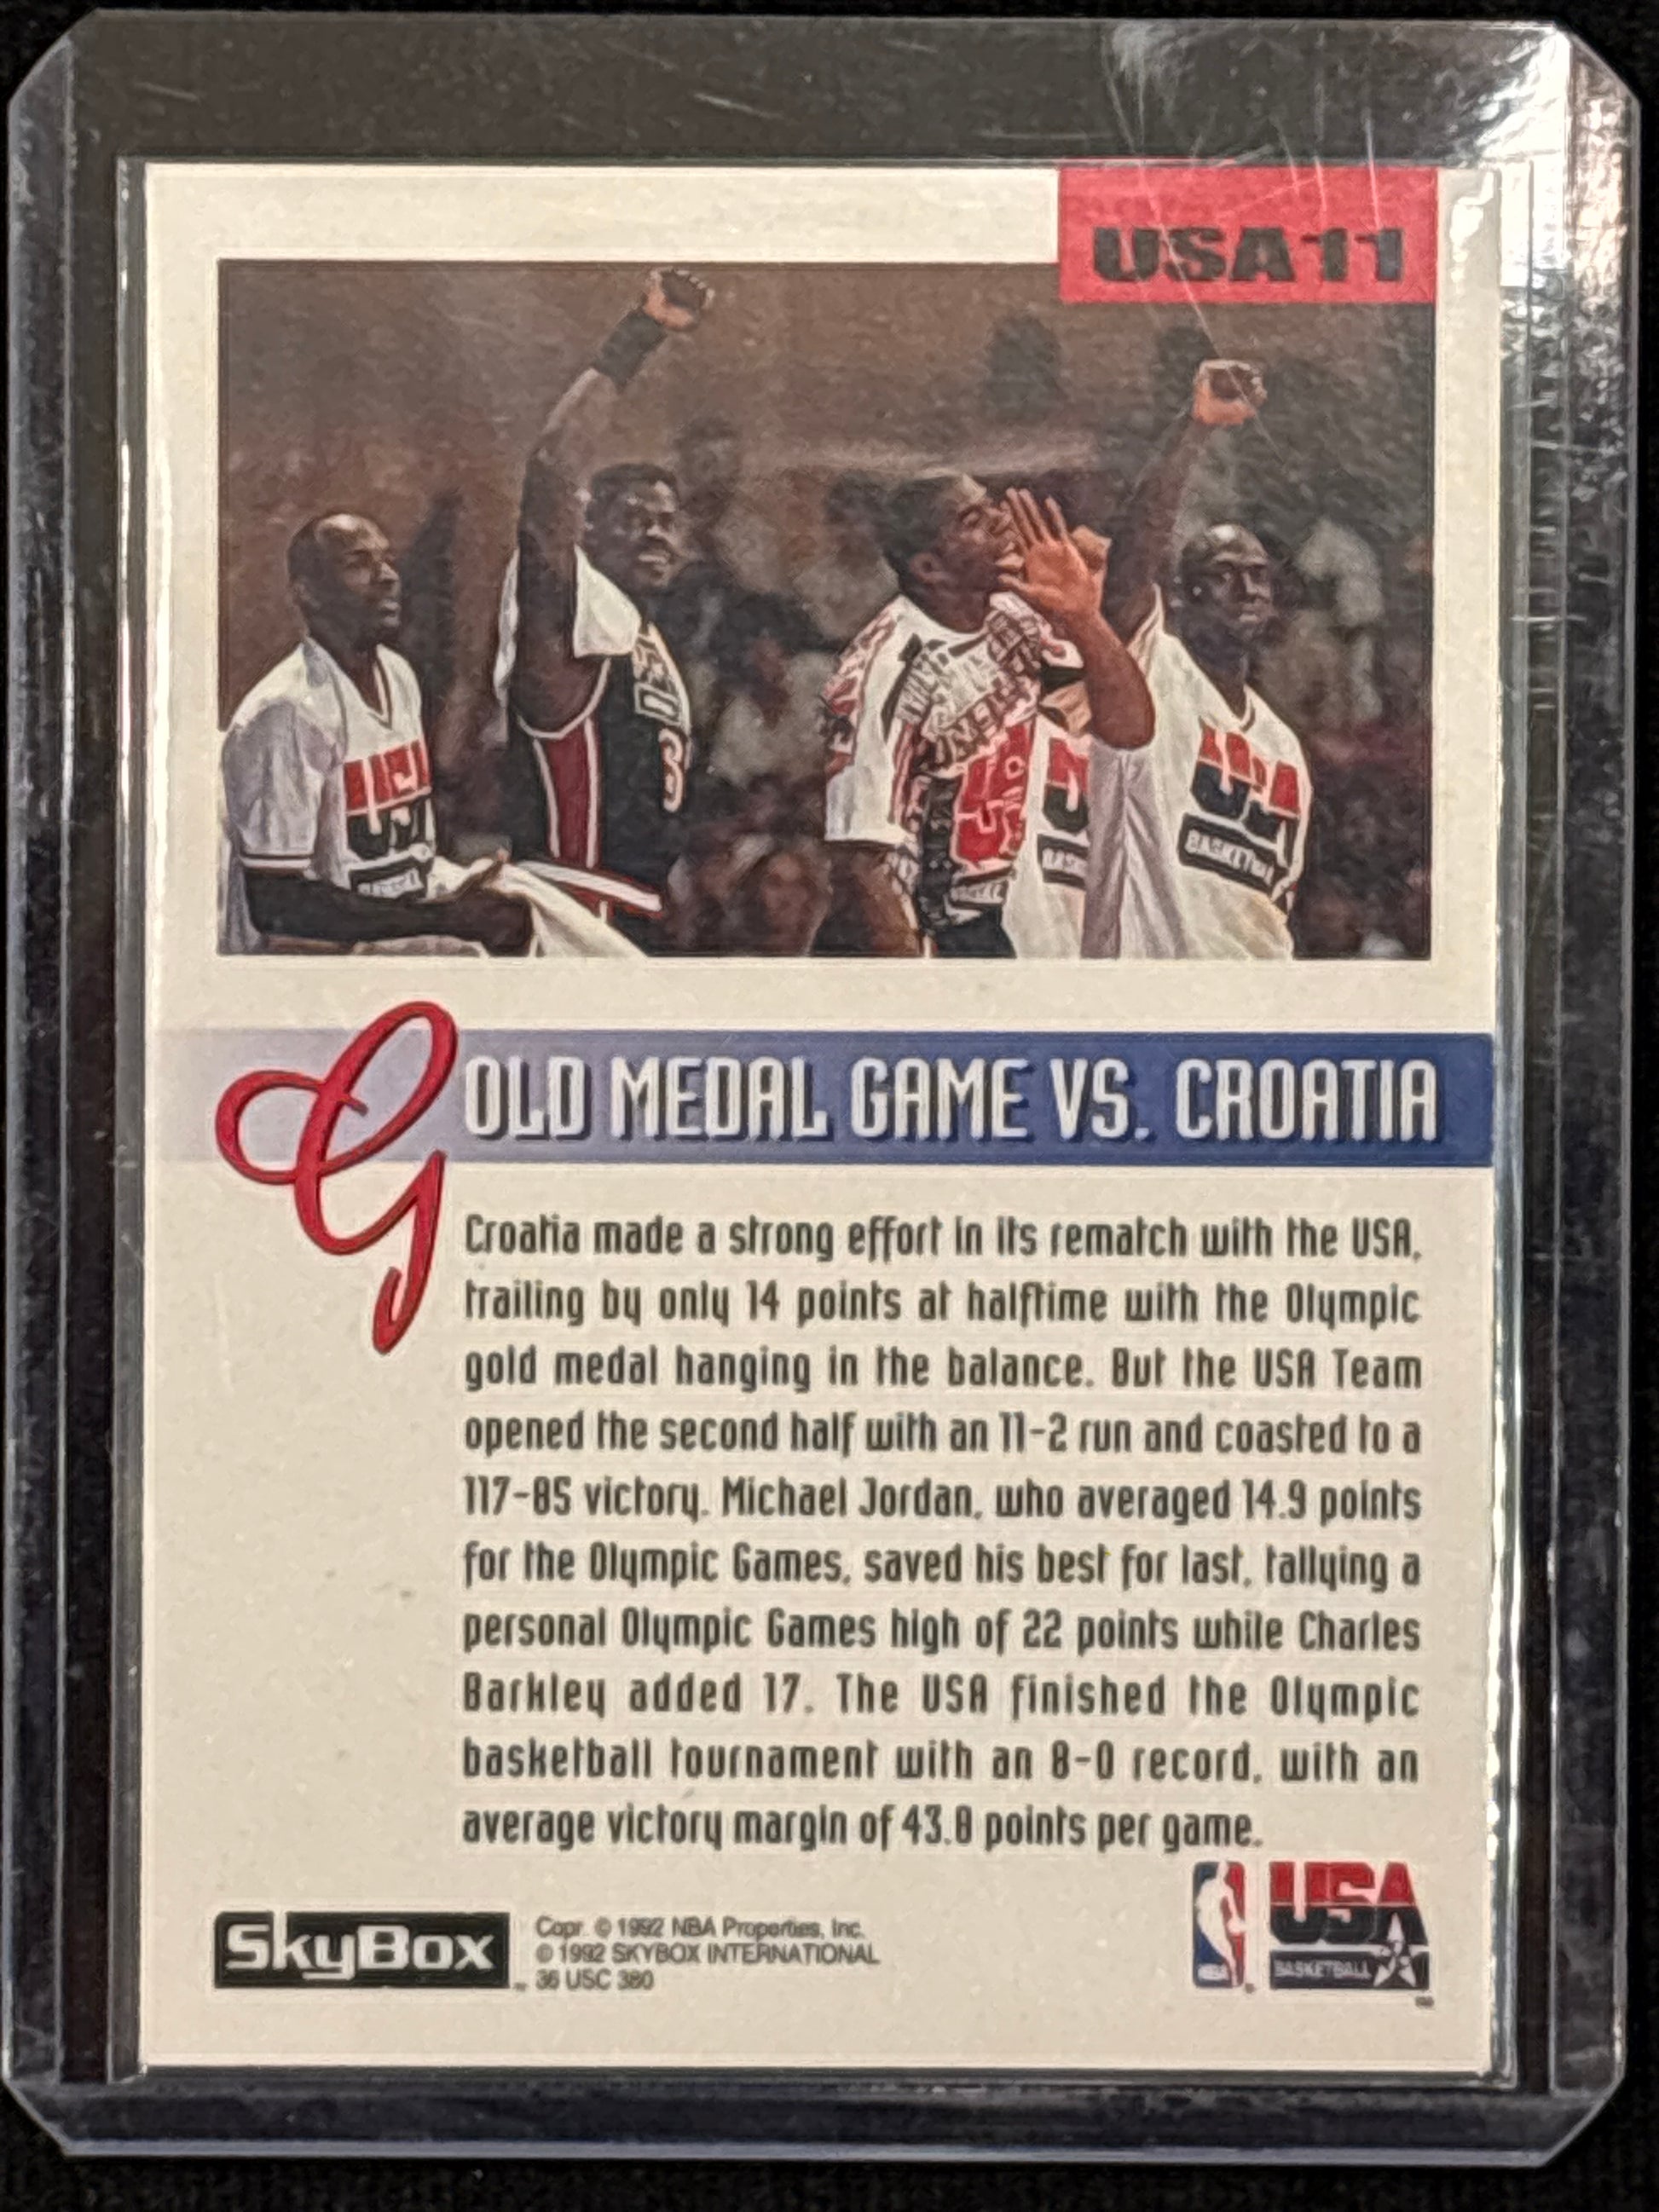 USA11
GOLD MEDAL GAME VS. CROATIA
Croatia made a strong effort in its rematch with the USA,
trailing by only 14 points at halftime with the Olympic
gold medal hanging in the balance. But the USA Team
opened the second half with an 11-2 run and coasted to a
117-85 victory. Michael Jordan, who averaged 14.9 points
for the Olympic Games, saved his best for last, tallying a
personal Olympic Games high of 22 points while Charles
Barkley added 17. The USA finished the Olympic
basketball tournament with an 8-0 record, with an
average victory margin of 43.8 points per game.
SkyBox
Copr. © 1992 NBA Properties, Inc.
© 1992 SKYBOX INTERNATIONAL
36 USC 380
NBA
USA
BASKETBALL
USA
USA
BASKETBALL